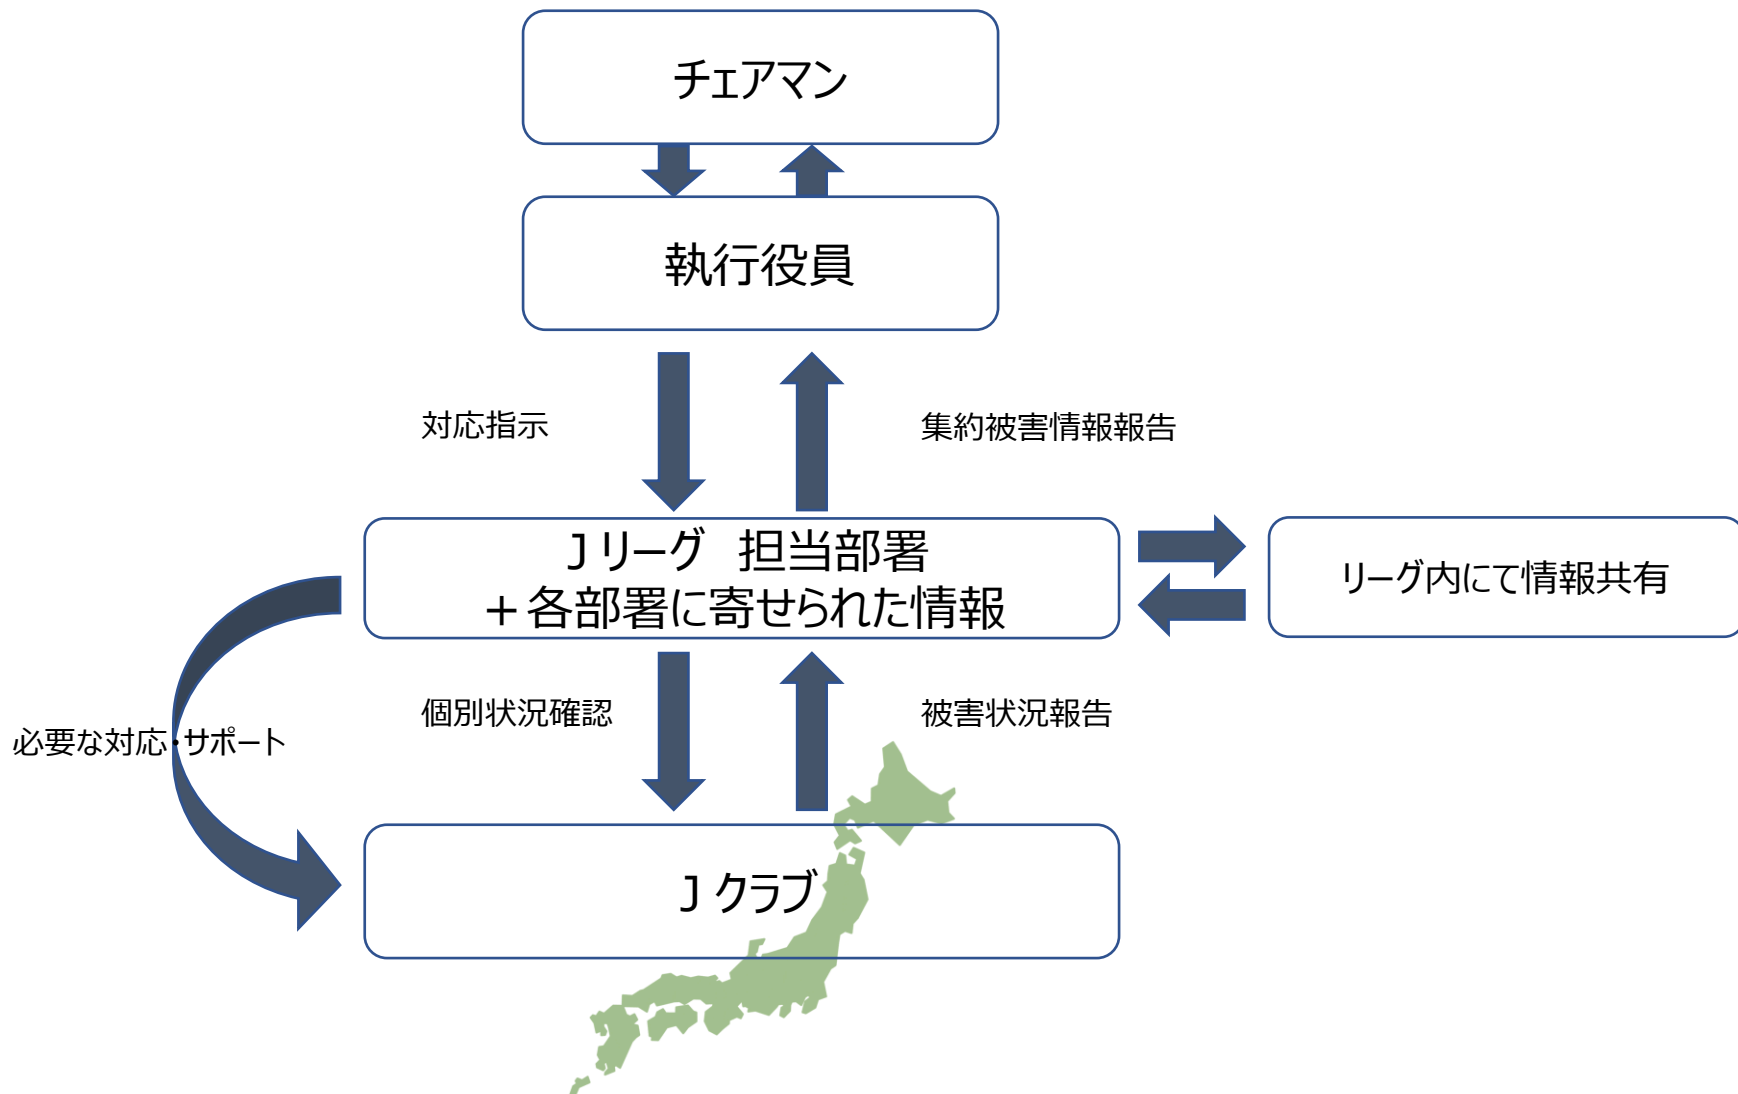 チェアマン
執行役員
対応指示
集約被害情報報告
Jリーグ　担当部署
＋各部署に寄せられた情報
リーグ内にて情報共有
個別状況確認
被害状況報告
必要な対応・サポート
Jクラブ